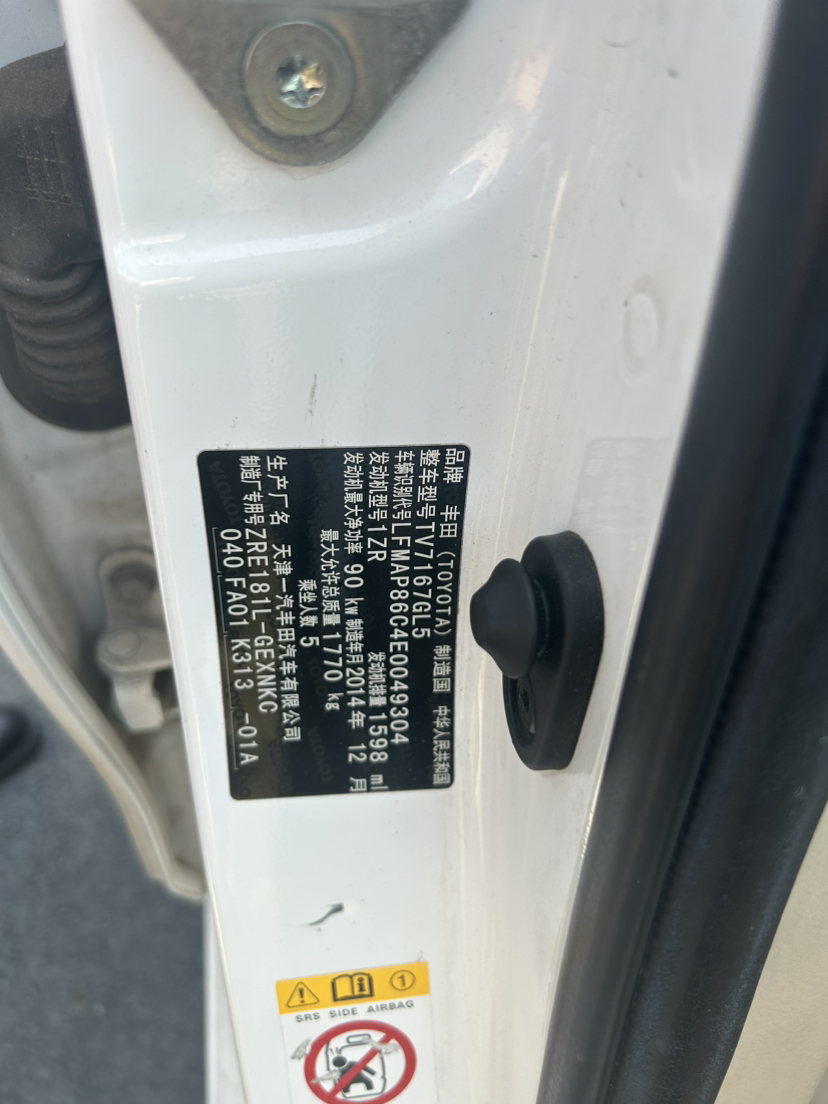 品牌 丰田 (TOYOTA) 制造国 中华人民共和国
整车型号 TV7167GL5
车辆识别代号 LFMAP86C4E0049304
发动机型号 1ZR 发动机排量 1598 ml
发动机最大净功率 90 kw 制造年月 2014年 12 月
最大允许总质量 1770 kg
乘坐人数 5
生产厂名 天津一汽丰田汽车有限公司
制造厂专用号 ZRE181L-GEXNKC
040 FA01 K313 -01A
1
SRS SIDE AIRBAG